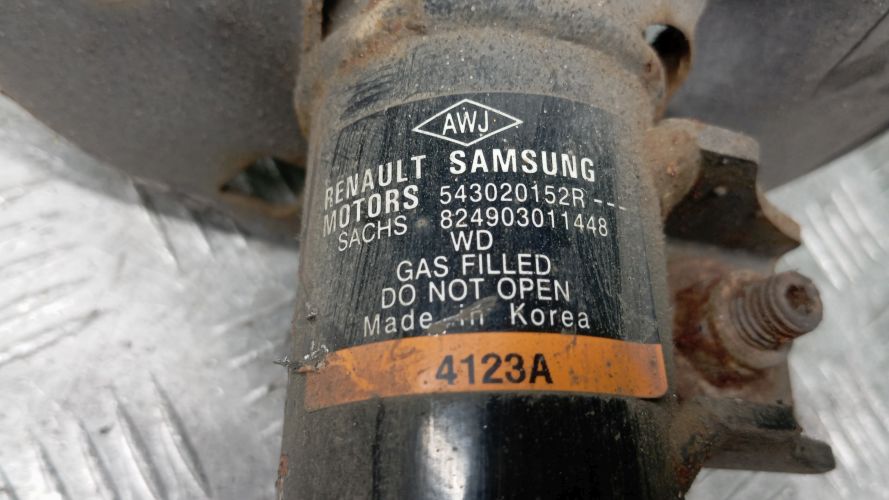 AWJ
RENAULT SAMSUNG
MOTORS 543020152R---
SACHS 824903011448
WD
GAS FILLED
DO NOT OPEN
Made in Korea
4123A